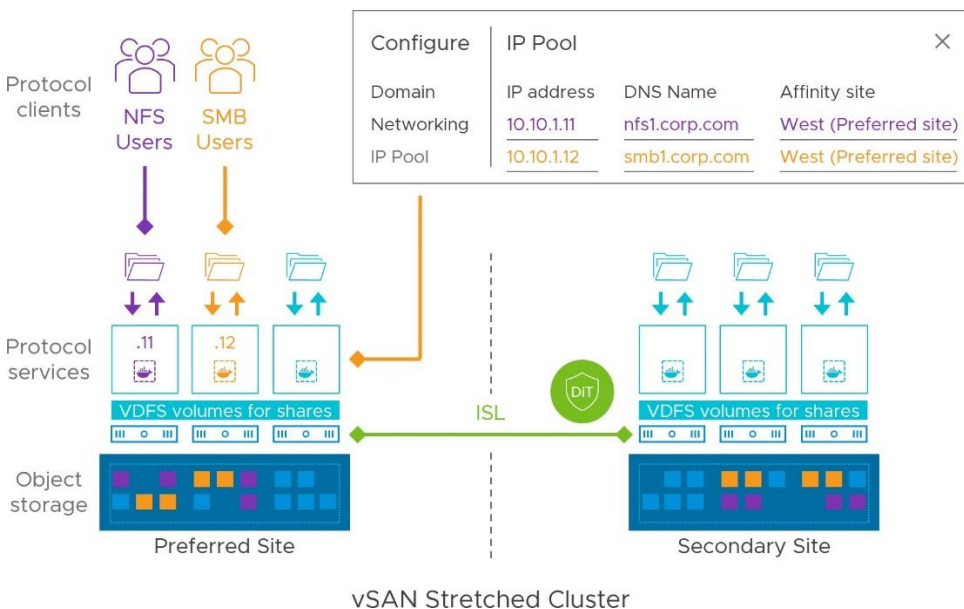 Protocol
clients
NFS
Users
SMB
Users
Configure
IP Pool
Domain
IP address
DNS Name
Affinity site
Networking
10.10.1.11
nfs1.corp.com
West (Preferred site)
IP Pool
10.10.1.12
smb1.corp.com
West (Preferred site)
Protocol
services
.11
.12
VDFS volumes for shares
ISL
DiT
VDFS volumes for shares
Object
storage
Preferred Site
Secondary Site
vSAN Stretched Cluster